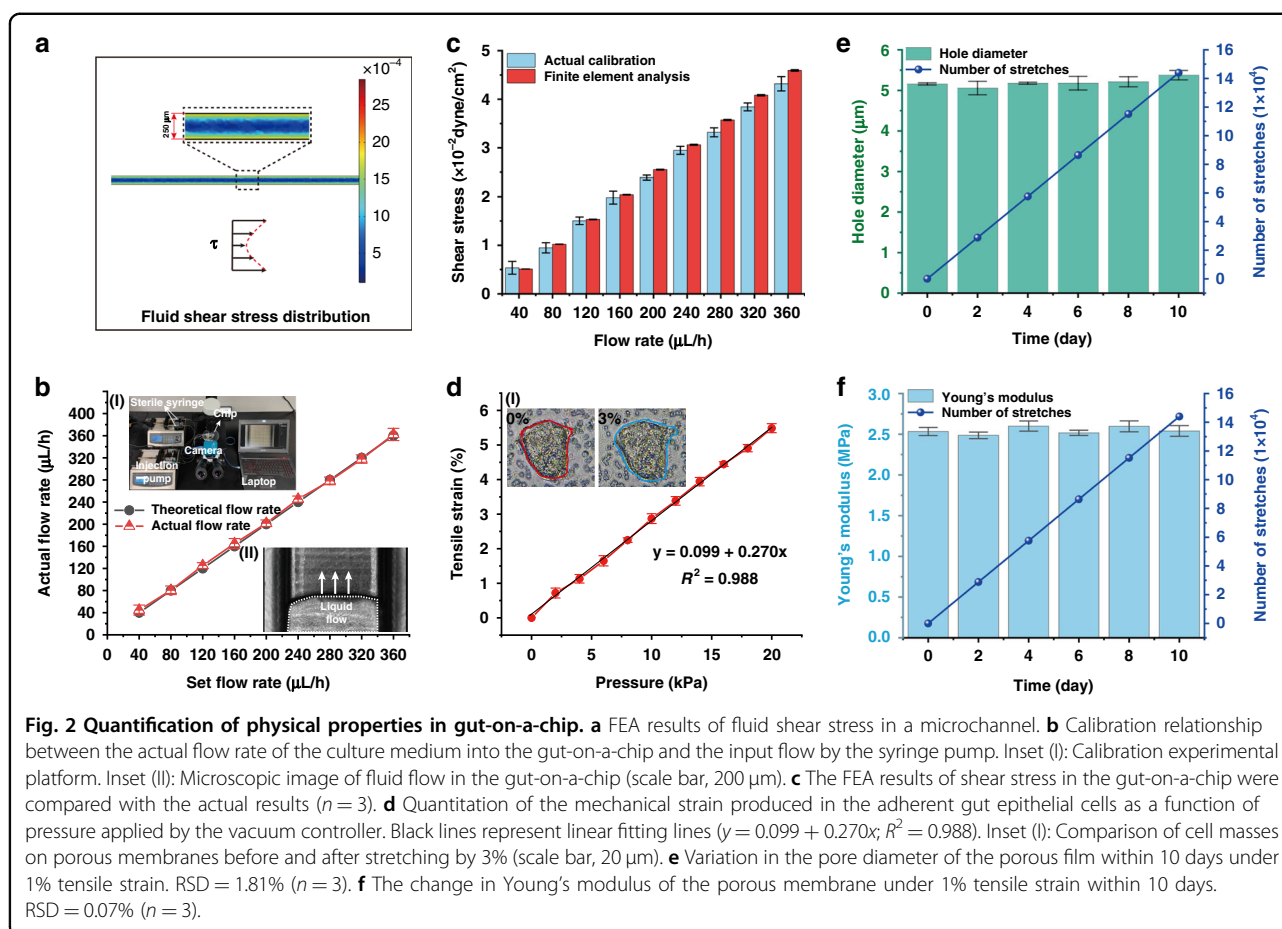 a
×10⁻⁴
25
20
15
10
5
250 μm
τ
Fluid shear stress distribution
b
Actual flow rate (μL/h)
400
360
320
280
240
200
160
120
80
40
0
(I)
Sterile syringe
Chip
Camera
Injection
pump
Laptop
Theoretical flow rate
Actual flow rate
(II)
Liquid
flow
0 40 80 120 160 200 240 280 320 360
Set flow rate (μL/h)
c
Shear stress (×10⁻²dyne/cm²)
5
4
3
2
1
0
Actual calibration
Finite element analysis
40 80 120 160 200 240 280 320 360
Flow rate (μL/h)
d
Tensile strain (%)
6
5
4
3
2
1
0
(I)
0%
3%
y = 0.099 + 0.270x
R² = 0.988
0 5 10 15 20
Pressure (kPa)
e
Hole diameter (μm)
6
5
4
3
2
1
0
Hole diameter
Number of stretches
16
14
12
10
8
6
4
2
0
Number of stretches (1×10⁴)
0 2 4 6 8 10
Time (day)
f
Young's modulus (MPa)
3.0
2.5
2.0
1.5
1.0
0.5
0.0
Young's modulus
Number of stretches
16
14
12
10
8
6
4
2
0
Number of stretches (1×10⁴)
0 2 4 6 8 10
Time (day)
Fig. 2 Quantification of physical properties in gut-on-a-chip. a FEA results of fluid shear stress in a microchannel. b Calibration relationship
between the actual flow rate of the culture medium into the gut-on-a-chip and the input flow by the syringe pump. Inset (I): Calibration experimental
platform. Inset (II): Microscopic image of fluid flow in the gut-on-a-chip (scale bar, 200 μm). c The FEA results of shear stress in the gut-on-a-chip were
compared with the actual results (n = 3). d Quantitation of the mechanical strain produced in the adherent gut epithelial cells as a function of
pressure applied by the vacuum controller. Black lines represent linear fitting lines (y = 0.099 + 0.270x; R² = 0.988). Inset (I): Comparison of cell masses
on porous membranes before and after stretching by 3% (scale bar, 20 μm). e Variation in the pore diameter of the porous film within 10 days under
1% tensile strain. RSD = 1.81% (n = 3). f The change in Young's modulus of the porous membrane under 1% tensile strain within 10 days.
RSD = 0.07% (n = 3).